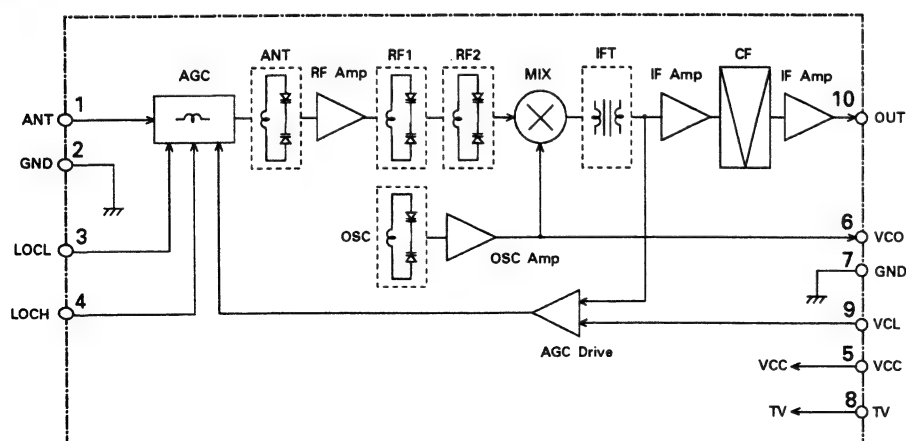 ANT
RF Amp
RF1
RF2
MIX
IFT
IF Amp
CF
IF Amp
AGC
1
ANT
10
OUT
2
GND
OSC
OSC Amp
6
VCO
3
LOCL
7
GND
4
LOCH
9
VCL
AGC Drive
5
VCC
VCC
8
TV
TV